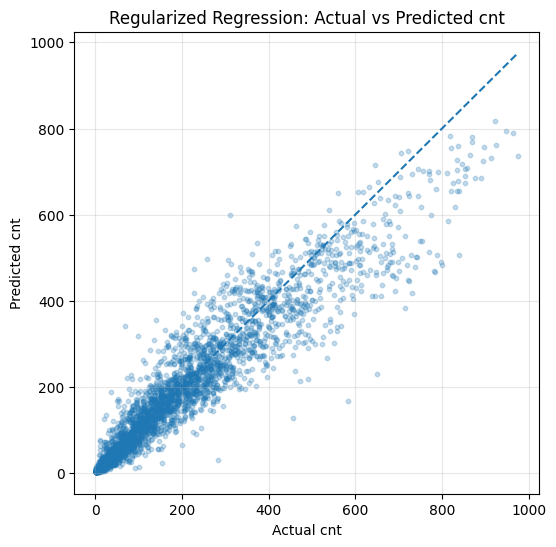 Regularized Regression: Actual vs Predicted cnt
1000
800
600
400
200
0
Predicted cnt
0 200 400 600 800 1000
Actual cnt